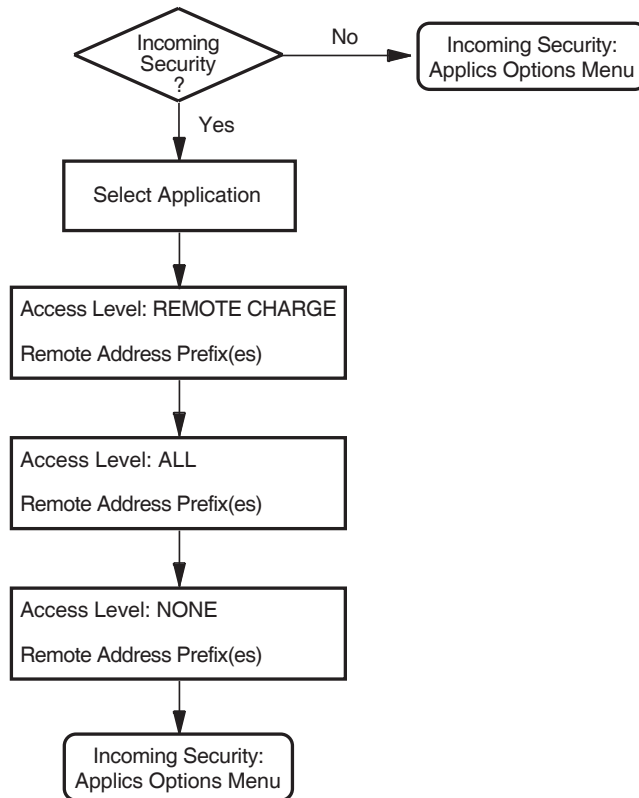 Incoming
Security
?
No
Incoming Security:
Applics Options Menu
Yes
Select Application
Access Level: REMOTE CHARGE
Remote Address Prefix(es)
Access Level: ALL
Remote Address Prefix(es)
Access Level: NONE
Remote Address Prefix(es)
Incoming Security:
Applics Options Menu